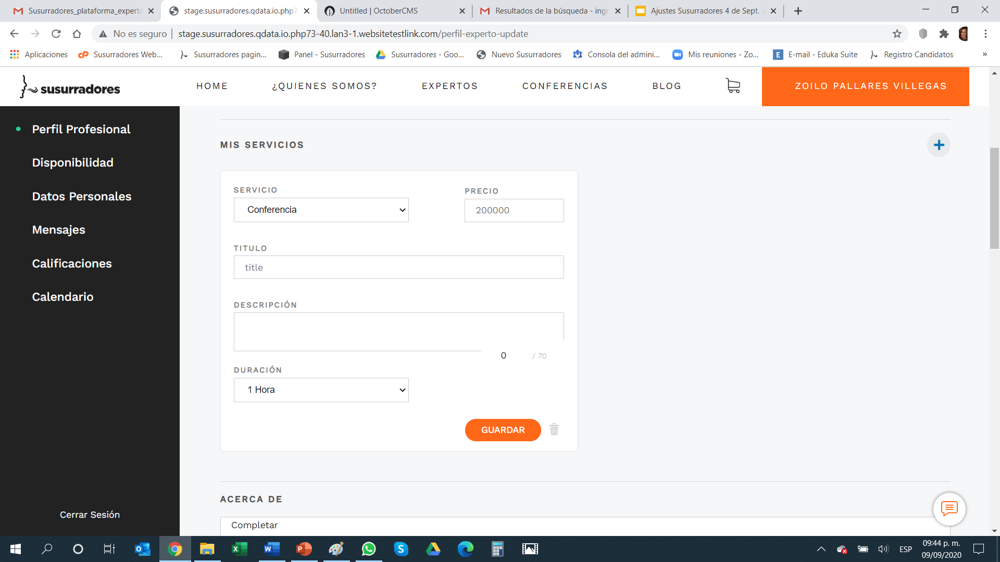 Susurradores_plataforma_experto
stage.susurradores.qdata.io.php7
Untitled | OctoberCMS
Resultados de la búsqueda - ingr
Ajustes Susurradores 4 de Sept. .p
No es seguro
stage.susurradores.qdata.io.php73-40.lan3-1.websitetestlink.com/perfil-experto-update
Aplicaciones
cP Susurradores Web...
Susurradores pagin...
Panel - Susurradores
Susurradores - Goo...
Nuevo Susurradores
Consola del admini...
Mis reuniones - Zo...
E E-mail - Eduka Suite
Registro Candidatos
»
susurradores
HOME
¿QUIENES SOMOS?
EXPERTOS
CONFERENCIAS
BLOG
ZOILO PALLARES VILLEGAS
Perfil Profesional
Disponibilidad
Datos Personales
Mensajes
Calificaciones
Calendario
Cerrar Sesión
MIS SERVICIOS
SERVICIO
PRECIO
Conferencia
200000
TITULO
title
DESCRIPCIÓN
0 / 70
DURACIÓN
1 Hora
GUARDAR
ACERCA DE
Completar
ESP
09:44 p. m.
09/09/2020